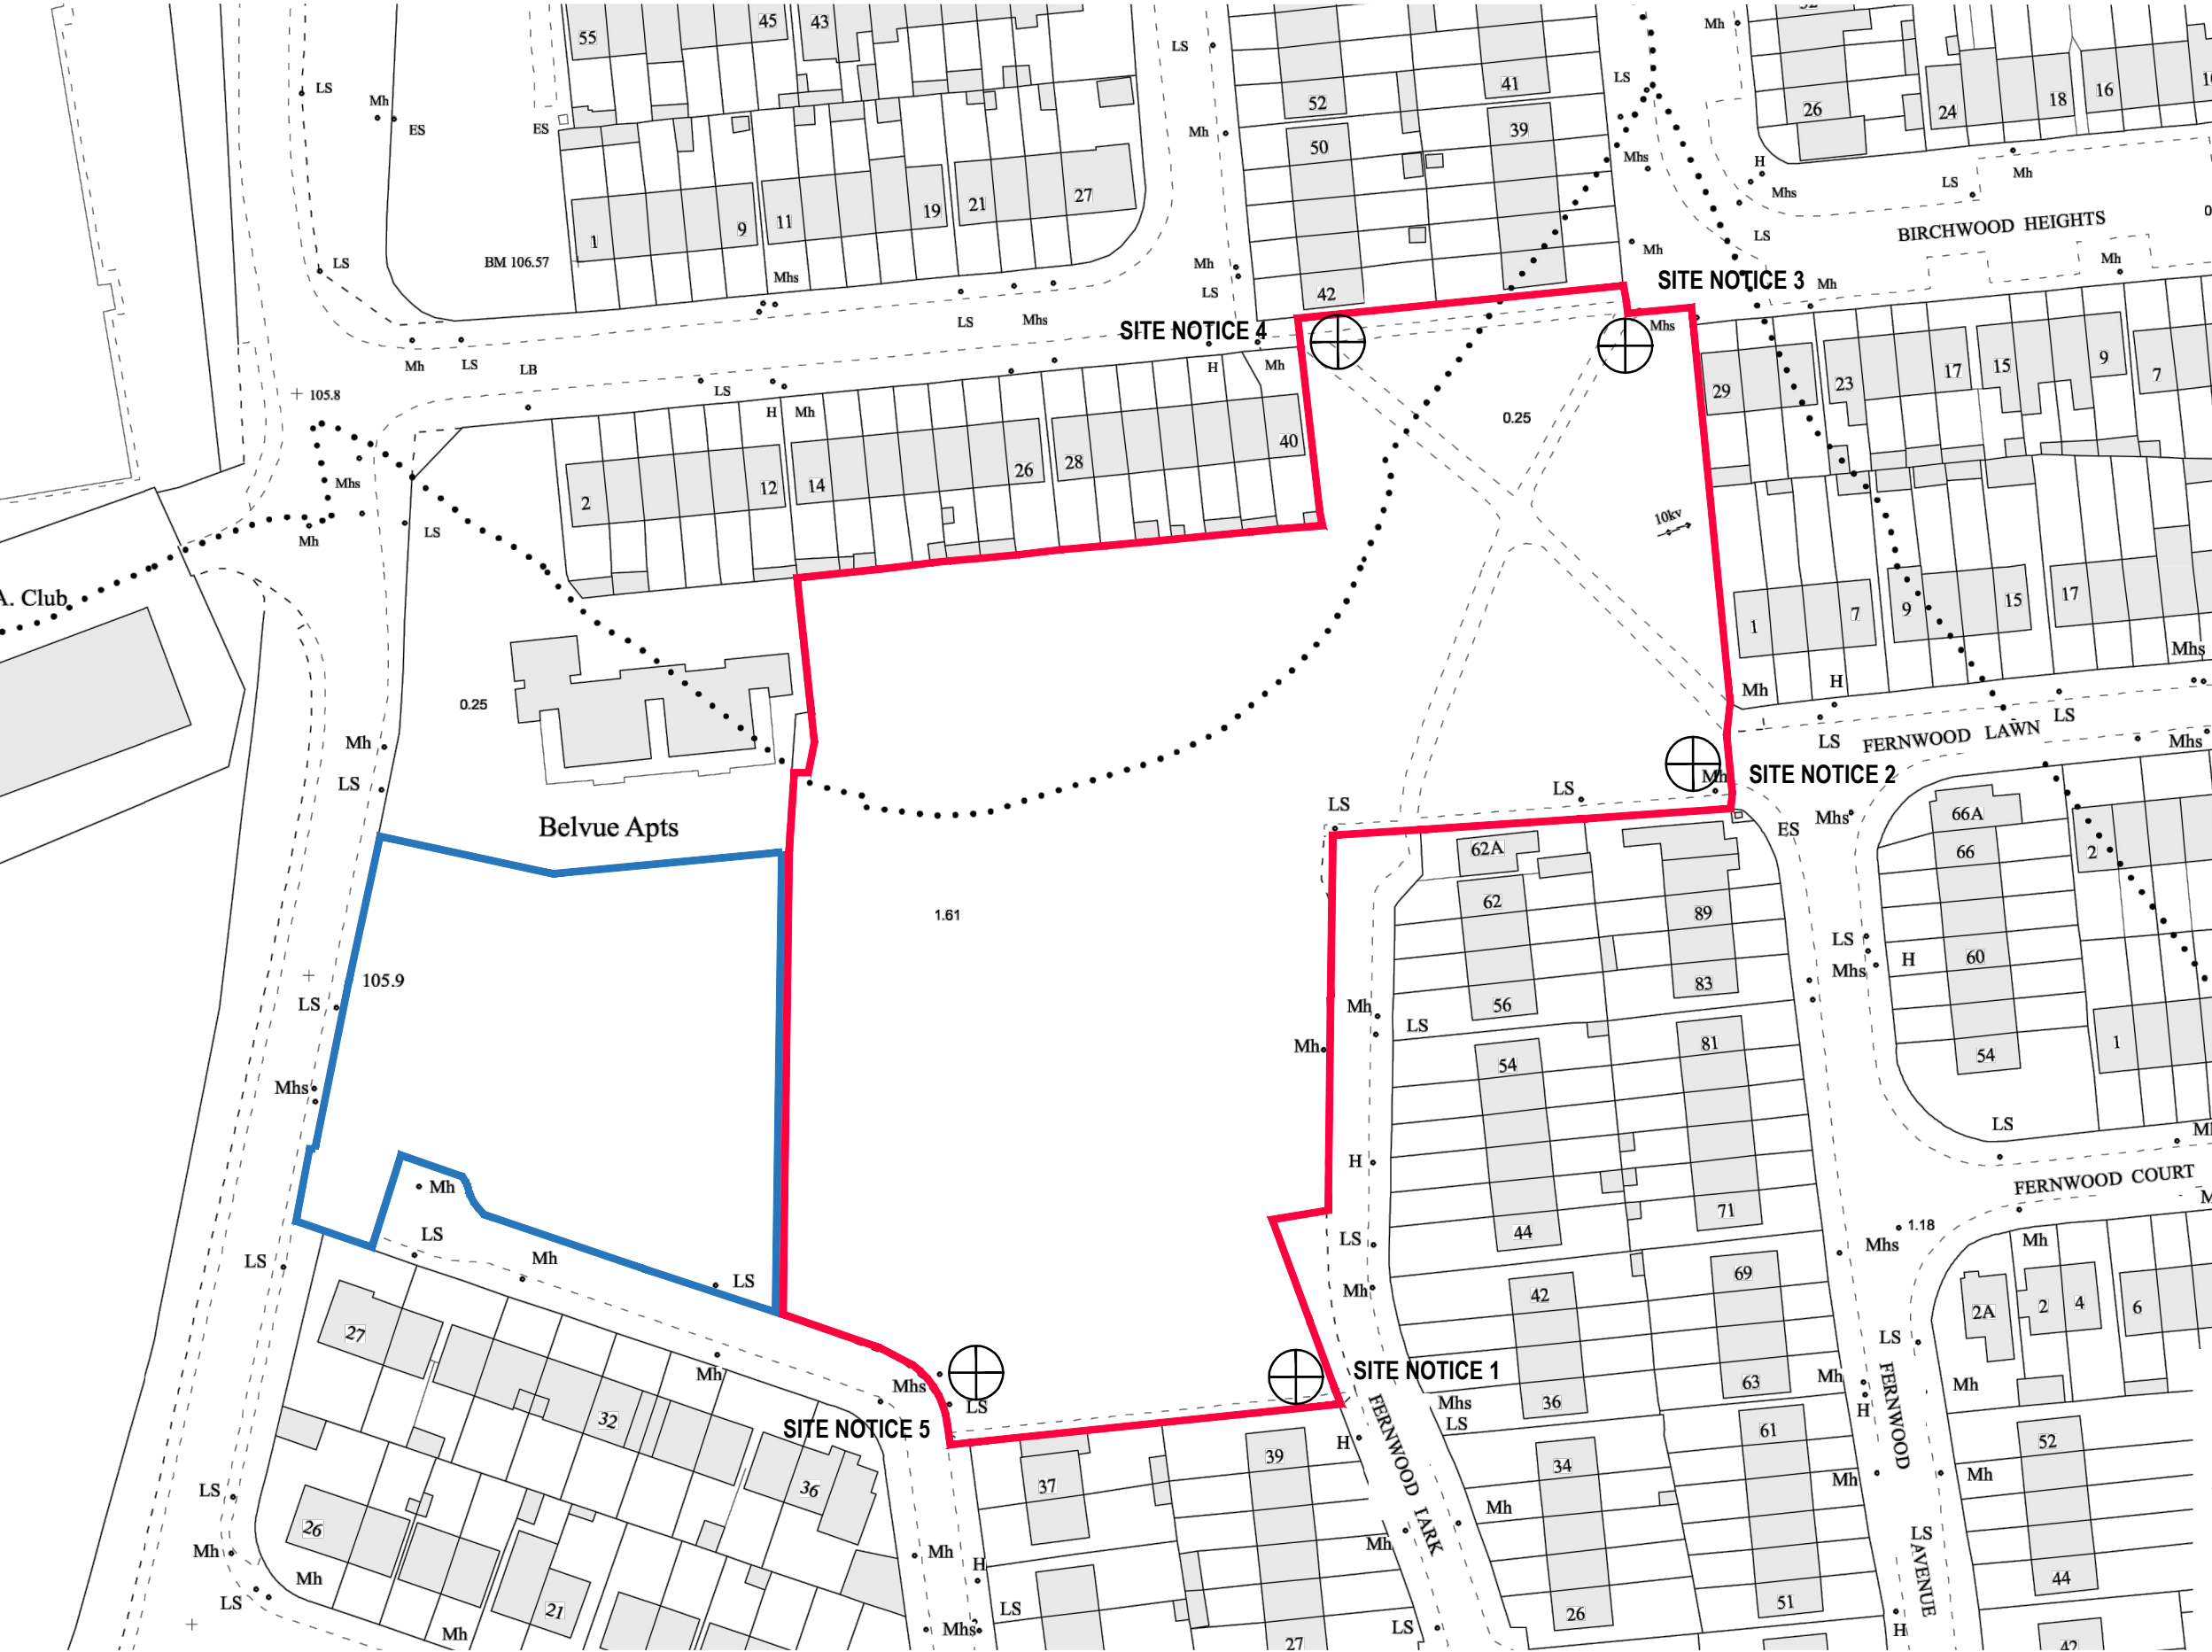 55
45
43
LS
52
41
Mh
26
24
18
16
LS
Mh
ES
ES
LS
Mh
50
39
LS
Mhs
H
Mhs
LS
Mh
1
9
11
19
21
27
BM 106.57
Mhs
LS
Mh
LS
42
Mh
LS
BIRCHWOOD HEIGHTS
Mh
Mh
SITE NOTICE 3
SITE NOTICE 4
Mhs
LS
Mhs
Mh
LS
LB
LS
H
Mh
105.8
H
Mh
0.25
29
23
17
15
9
7
2
12
14
26
28
40
10kv
Mhs
Mh
LS
A. Club
1
7
9
15
17
Mhs
0.25
Mh
H
LS
LS
FERNWOOD LAWN
Mhs
Mh
LS
Mh
SITE NOTICE 2
LS
LS
ES
Mhs
Belvue Apts
62A
66A
66
2
62
89
60
1.61
LS
Mhs
H
105.9
LS
56
83
54
1
Mh
LS
Mh
54
81
Mhs
LS
Mh
H
FERNWOOD COURT
Mh
LS
Mh
LS
LS
44
71
Mhs
1.18
Mh
LS
Mh
42
69
2A
2
4
6
27
Mh
Mhs
LS
SITE NOTICE 1
LS
Mh
Mh
36
63
32
SITE NOTICE 5
Mhs
LS
H
FERNWOOD PARK
FERNWOOD AVENUE
37
39
H
34
61
52
LS
36
Mh
Mh
Mh
26
Mh
Mh
Mh
H
LS
LS
21
LS
26
51
44
Mh
Mhs
LS
H
27
42